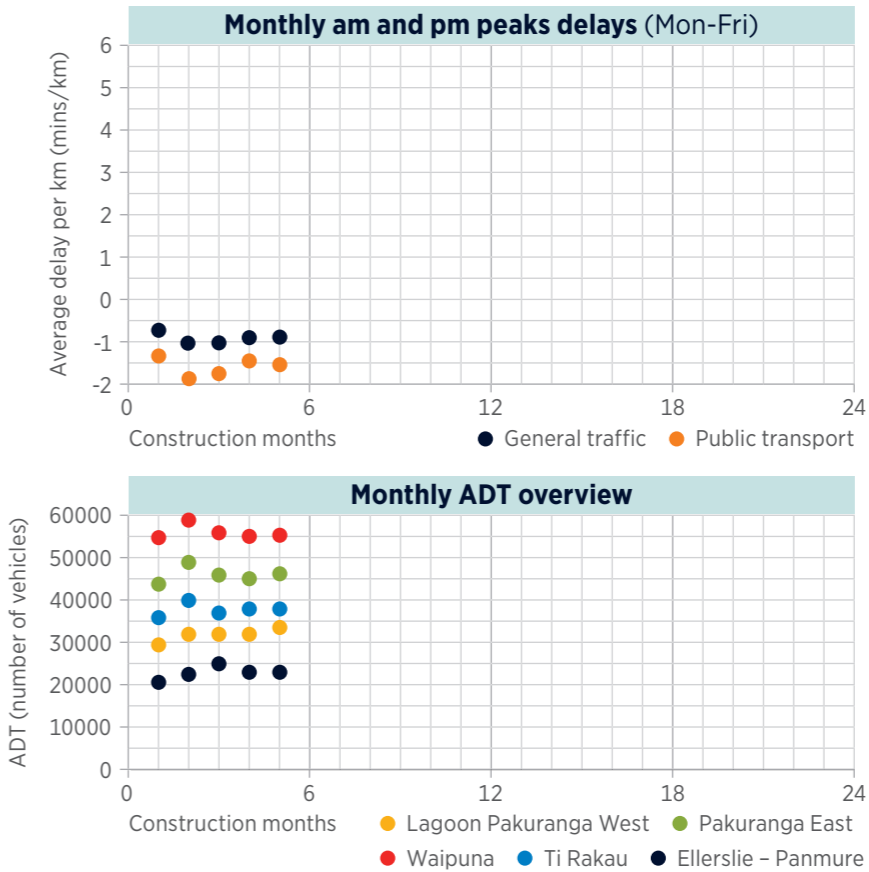 Monthly am and pm peaks delays (Mon-Fri)
Average delay per km (mins/km)
6
5
4
3
2
1
0
-1
-2
0 6 12 18 24
Construction months
General traffic Public transport
Monthly ADT overview
ADT (number of vehicles)
60000
50000
40000
30000
20000
10000
0
0 6 12 18 24
Construction months Lagoon Pakuranga West Pakuranga East
Waipuna Ti Rakau Ellerslie – Panmure